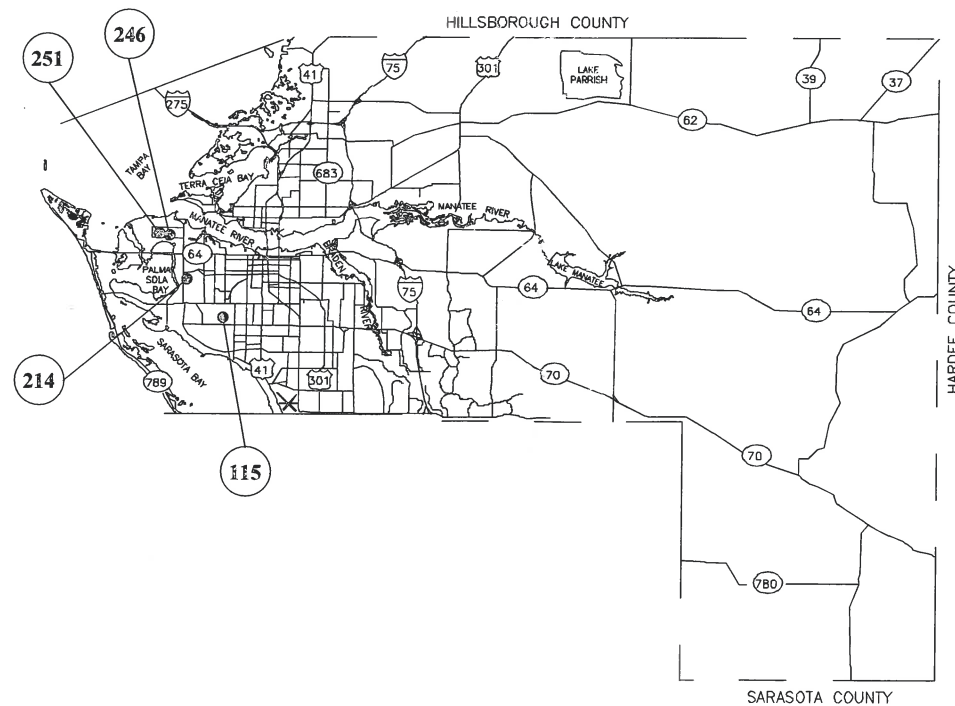 HILLSBOROUGH COUNTY
246
251
41
75
301
LAKE
PARRISH
39
37
275
62
TAMPA
BAY
TERRA CEIA BAY
683
MANATEE RIVER
MANATEE RIVER
64
BRADEN
RIVER
PALMA
SOLA
BAY
75
LAKE MANATEE
64
64
HARDEE COUNTY
214
SARASOTA BAY
789
41
301
70
115
70
780
SARASOTA COUNTY